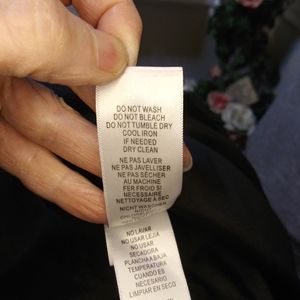 DO NOT WASH
DO NOT BLEACH
DO NOT TUMBLE DRY
COOL IRON
IF NEEDED
DRY CLEAN
NE PAS LAVER
NE PAS JAVELLISER
NE PAS SÉCHER
AU MACHINE
FER FROID SI
NÉCESSAIRE
NETTOYAGE À SEC
NICHT WASCHEN
NO LAVAR
NO USAR LEJIA
NO USAR
SECADORA
PLANCHA A BAJA
TEMPERATURA
CUANDO ES
NECESARIO
LIMPIAR EN SECO